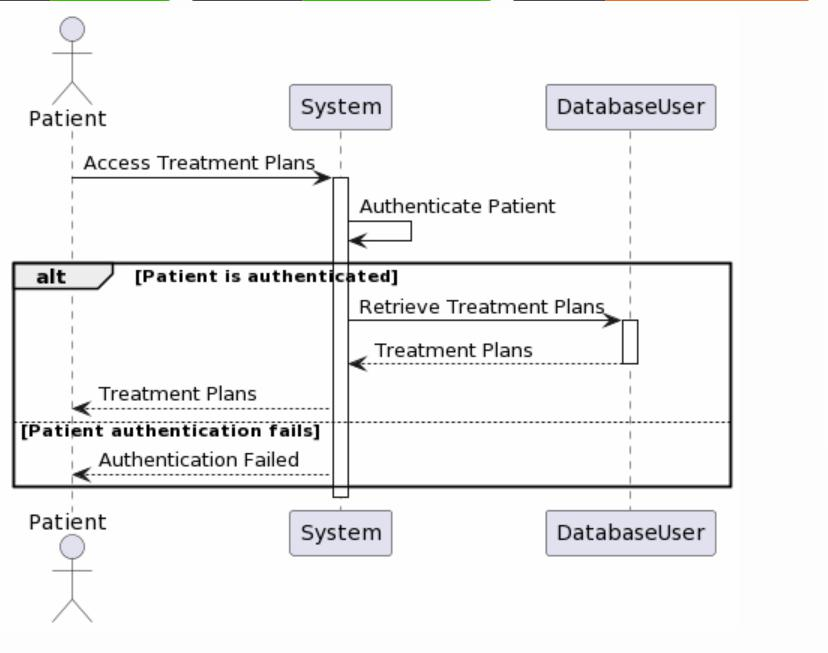 Patient
System
DatabaseUser
Access Treatment Plans
Authenticate Patient
alt
[Patient is authenticated]
Retrieve Treatment Plans
Treatment Plans
Treatment Plans
[Patient authentication fails]
Authentication Failed
Patient
System
DatabaseUser